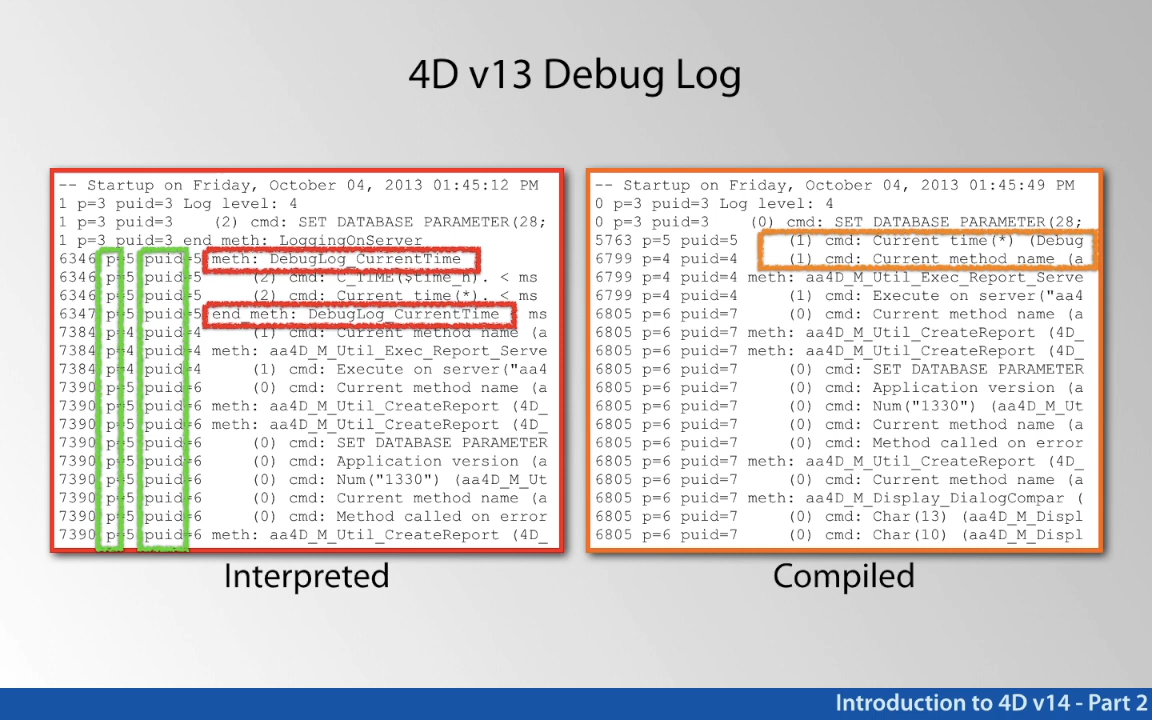 4D v13 Debug Log
-- Startup on Friday, October 04, 2013 01:45:12 PM
1 p=3 puid=3 Log level: 4
1 p=3 puid=3 (2) cmd: SET DATABASE PARAMETER(28;
1 p=3 puid=3 end_meth: LoggingOnServer
6346 p=5 puid=5 meth: DebugLog_CurrentTime
6346 p=5 puid=5 (2) cmd: C_TIME($time_h). < ms
6346 p=5 puid=5 (2) cmd: Current time(*). < ms
6347 p=5 puid=5 end_meth: DebugLog_CurrentTime ms
7384 p=4 puid=4 (1) cmd: Current method name (a
7384 p=4 puid=4 meth: aa4D_M_Util_Exec_Report_Serve
7384 p=4 puid=4 (1) cmd: Execute on server("aa4
7390 p=5 puid=6 (0) cmd: Current method name (a
7390 p=5 puid=6 meth: aa4D_M_Util_CreateReport (4D_
7390 p=5 puid=6 meth: aa4D_M_Util_CreateReport (4D_
7390 p=5 puid=6 (0) cmd: SET DATABASE PARAMETER
7390 p=5 puid=6 (0) cmd: Application version (a
7390 p=5 puid=6 (0) cmd: Num("1330") (aa4D_M_Ut
7390 p=5 puid=6 (0) cmd: Current method name (a
7390 p=5 puid=6 (0) cmd: Method called on error
7390 p=5 puid=6 meth: aa4D_M_Util_CreateReport (4D_
Interpreted
-- Startup on Friday, October 04, 2013 01:45:49 PM
0 p=3 puid=3 Log level: 4
0 p=3 puid=3 (0) cmd: SET DATABASE PARAMETER(28;
5763 p=5 puid=5 (1) cmd: Current time(*) (Debug
6799 p=4 puid=4 (1) cmd: Current method name (a
6799 p=4 puid=4 meth: aa4D_M_Util_Exec_Report_Serve
6799 p=4 puid=4 (1) cmd: Execute on server("aa4
6805 p=6 puid=7 (0) cmd: Current method name (a
6805 p=6 puid=7 meth: aa4D_M_Util_CreateReport (4D_
6805 p=6 puid=7 meth: aa4D_M_Util_CreateReport (4D_
6805 p=6 puid=7 (0) cmd: SET DATABASE PARAMETER
6805 p=6 puid=7 (0) cmd: Application version (a
6805 p=6 puid=7 (0) cmd: Num("1330") (aa4D_M_Ut
6805 p=6 puid=7 (0) cmd: Current method name (a
6805 p=6 puid=7 (0) cmd: Method called on error
6805 p=6 puid=7 meth: aa4D_M_Util_CreateReport (4D_
6805 p=6 puid=7 (0) cmd: Current method name (a
6805 p=6 puid=7 meth: aa4D_M_Display_DialogCompar (
6805 p=6 puid=7 (0) cmd: Char(13) (aa4D_M_Displ
6805 p=6 puid=7 (0) cmd: Char(10) (aa4D_M_Displ
Compiled
Introduction to 4D v14 - Part 2